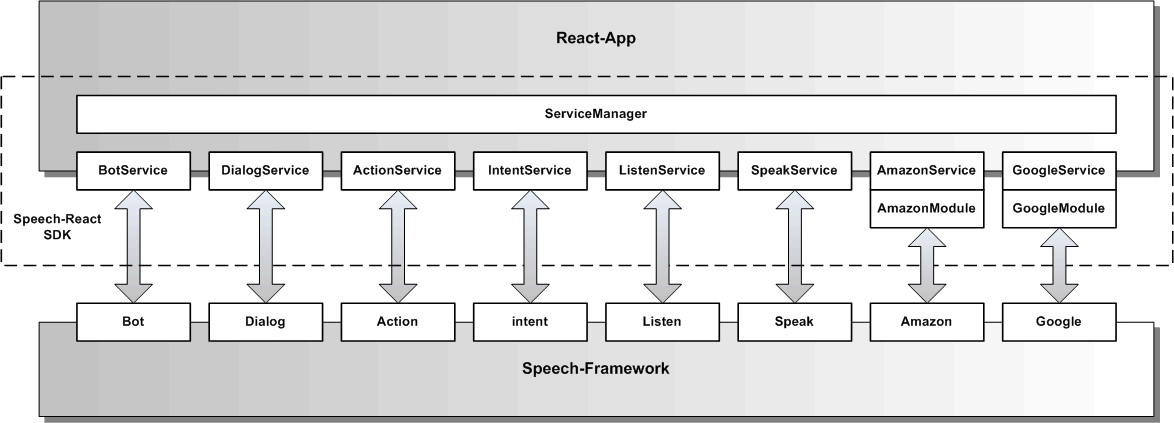 React-App
ServiceManager
BotService
DialogService
ActionService
IntentService
ListenService
SpeakService
AmazonService
GoogleService
AmazonModule
GoogleModule
Speech-React
SDK
Bot
Dialog
Action
intent
Listen
Speak
Amazon
Google
Speech-Framework